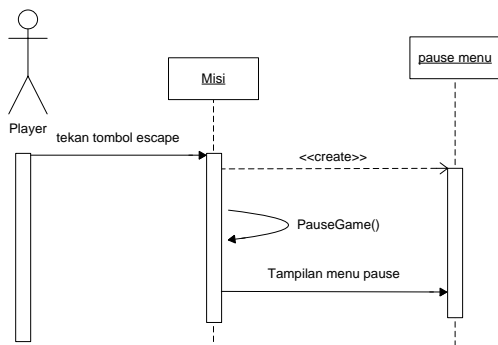 pause menu
Misi
Player
tekan tombol escape
<<create>>
PauseGame()
Tampilan menu pause